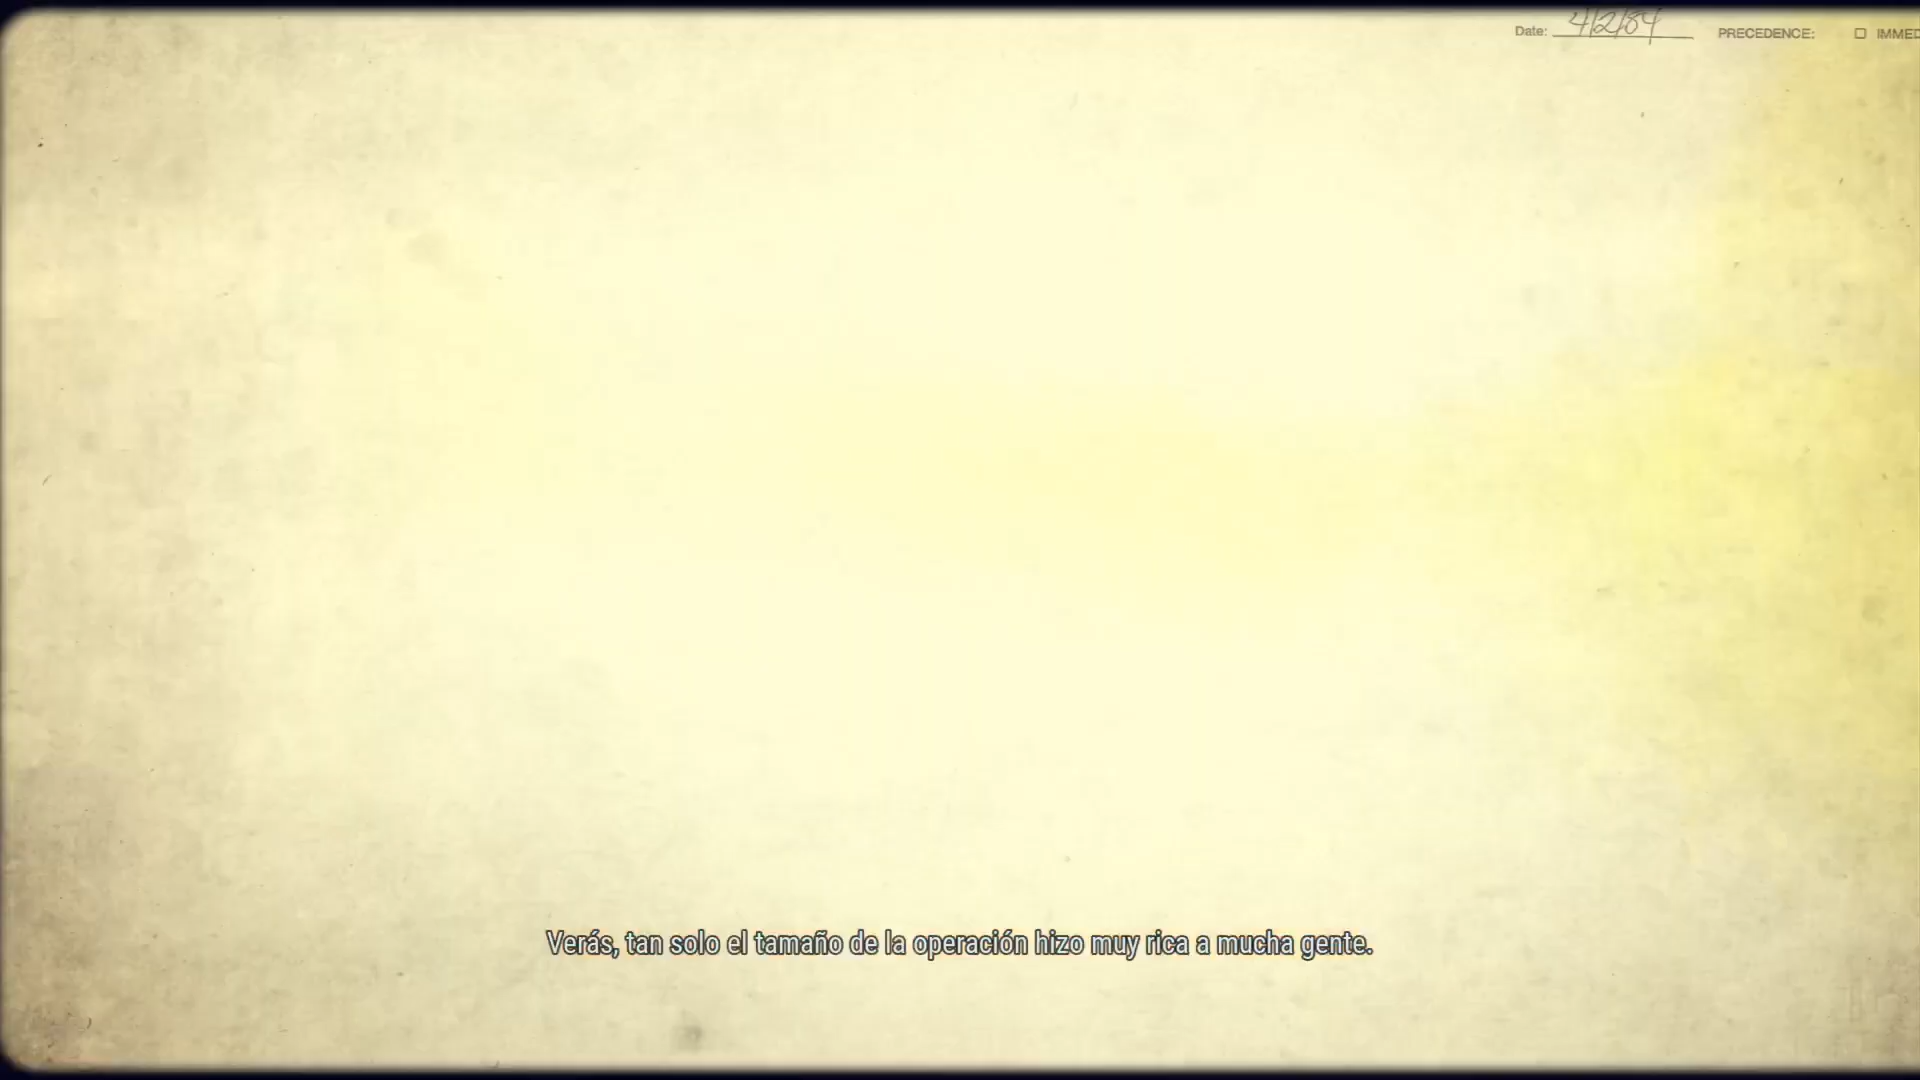 Date: 4/2/84 PRECEDENCE: ☐ IMMED
Verás, tan solo el tamaño de la operación hizo muy rica a mucha gente.